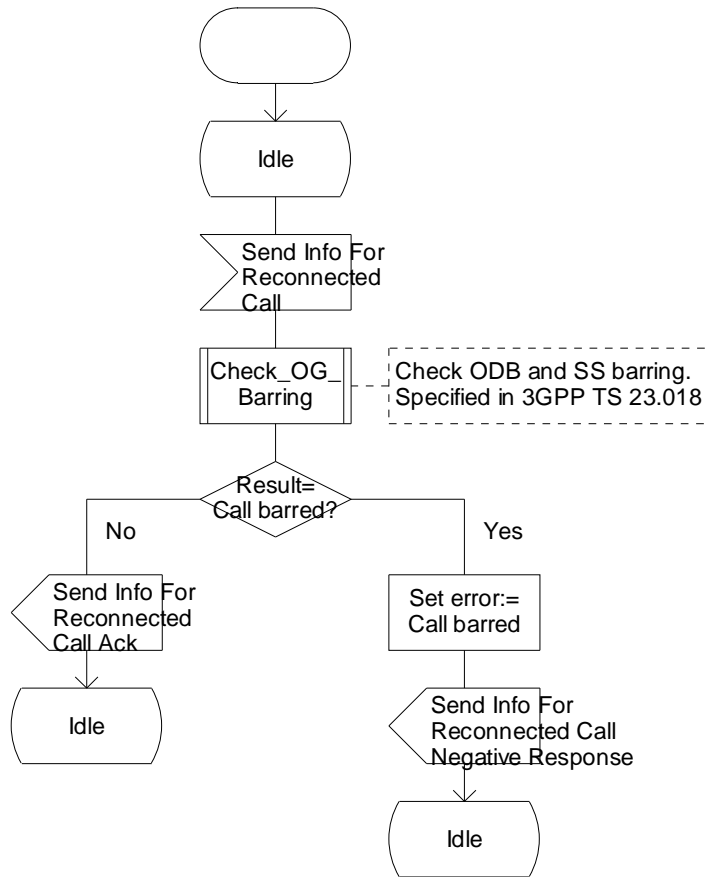 Idle
Send Info For
Reconnected
Call
Check_OG_
Barring
Check ODB and SS barring.
Specified in 3GPP TS 23.018
Result=
Call barred?
No
Yes
Send Info For
Reconnected
Call Ack
Set error:=
Call barred
Idle
Send Info For
Reconnected Call
Negative Response
Idle